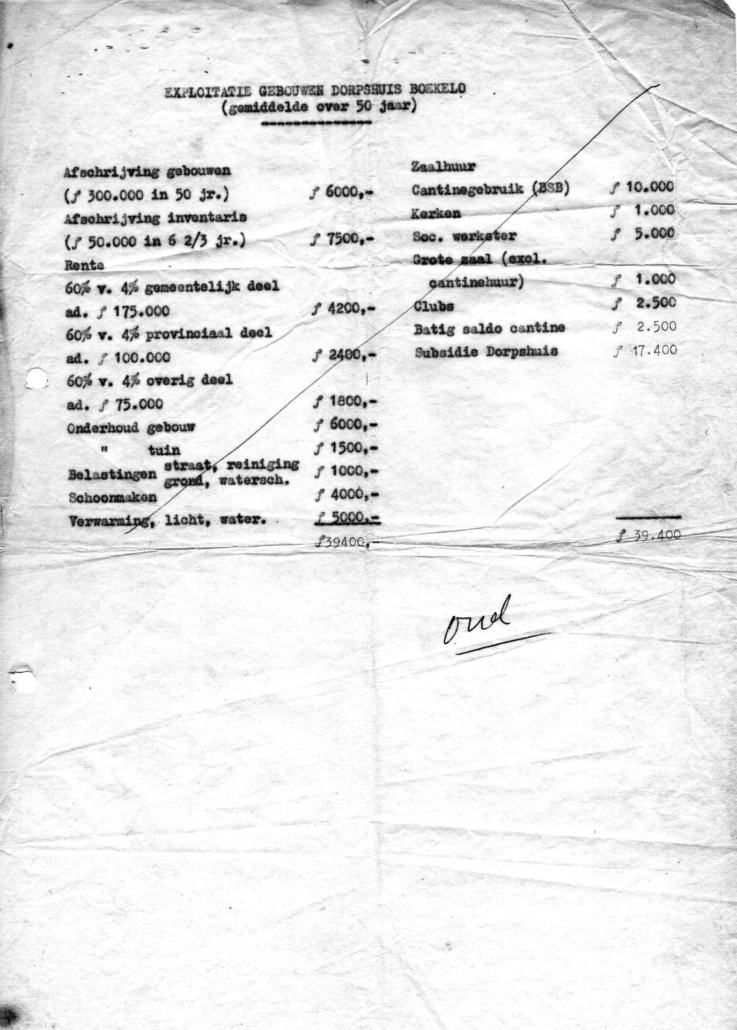 EXPLOITATIE GEBOUWEN DORPSHUIS BOEKELO
(gemiddelde over 50 jaar)
Afschrijving gebouwen
(ƒ 300.000 in 50 jr.) ƒ 6000,-
Afschrijving inventaris
(ƒ 50.000 in 6 2/3 jr.) ƒ 7500,-
Rente
60% v. 4% gemeentelijk deel
ad. ƒ 175.000 ƒ 4200,-
60% v. 4% provinciaal deel
ad. ƒ 100.000 ƒ 2400,-
60% v. 4% overig deel
ad. ƒ 75.000 ƒ 1800,-
Onderhoud gebouw ƒ 6000,-
" tuin ƒ 1500,-
Belastingen straat, reiniging ƒ 1000,-
grond, watersch.
Schoonmaken ƒ 4000,-
Verwarming, licht, water. ƒ 5000,-
ƒ39400,-
Zaalhuur
Cantinegebruik (BSB) ƒ 10.000
Kerken ƒ 1.000
Soc. werkster ƒ 5.000
Grote zaal (excl.
cantinehuur) ƒ 1.000
Clubs ƒ 2.500
Batig saldo cantine ƒ 2.500
Subsidie Dorpshuis ƒ 17.400
ƒ 39.400
oud